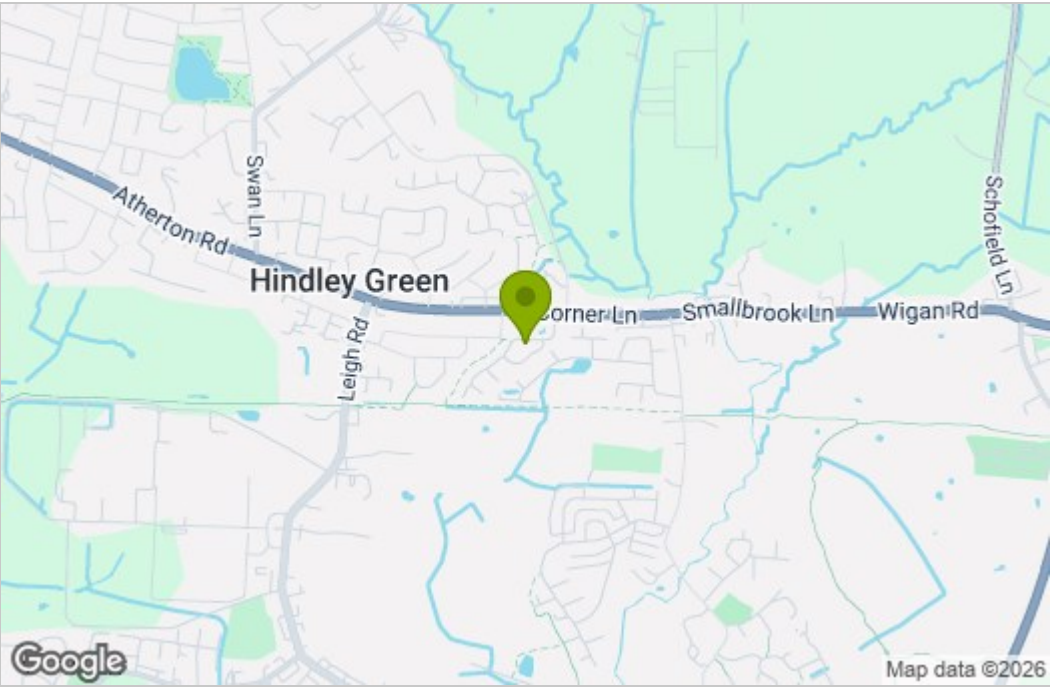 Swan Ln
Atherton Rd
Schofield Ln
Hindley Green
Corner Ln
Smallbrook Ln
Wigan Rd
Leigh Rd
Google
Map data ©2026